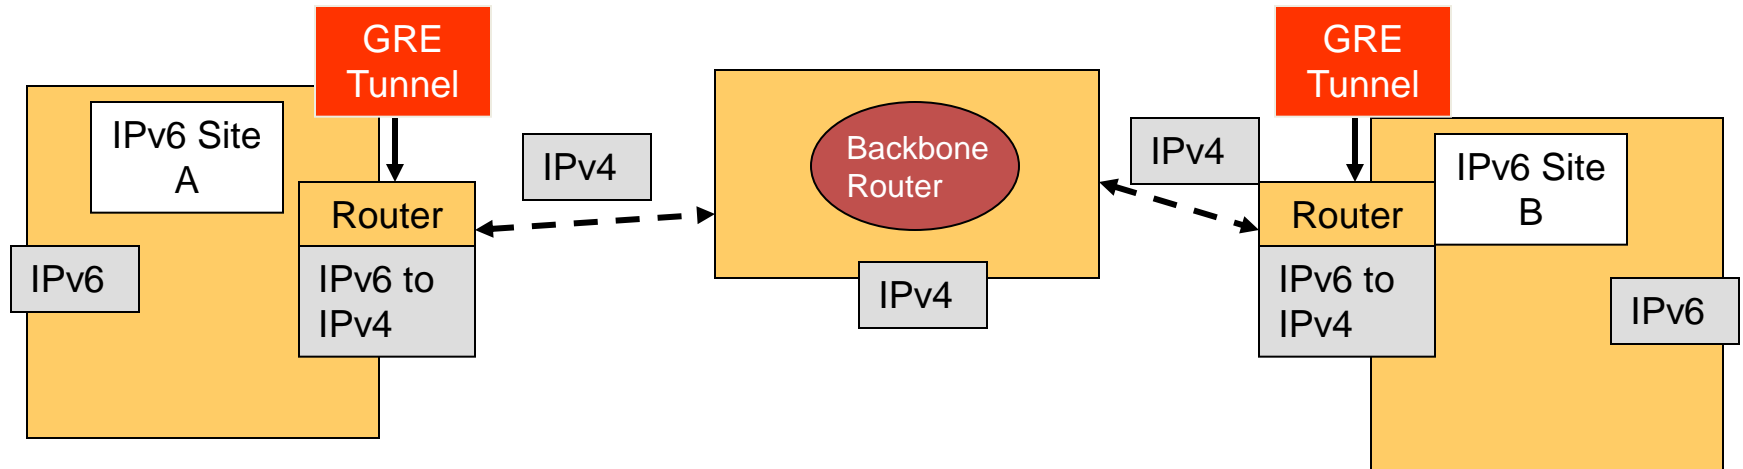 GRE
Tunnel
IPv6 Site
A
Router
IPv6 to
IPv4
IPv6
IPv4
Backbone
Router
IPv4
IPv4
GRE
Tunnel
Router
IPv6 to
IPv4
IPv6 Site
B
IPv6